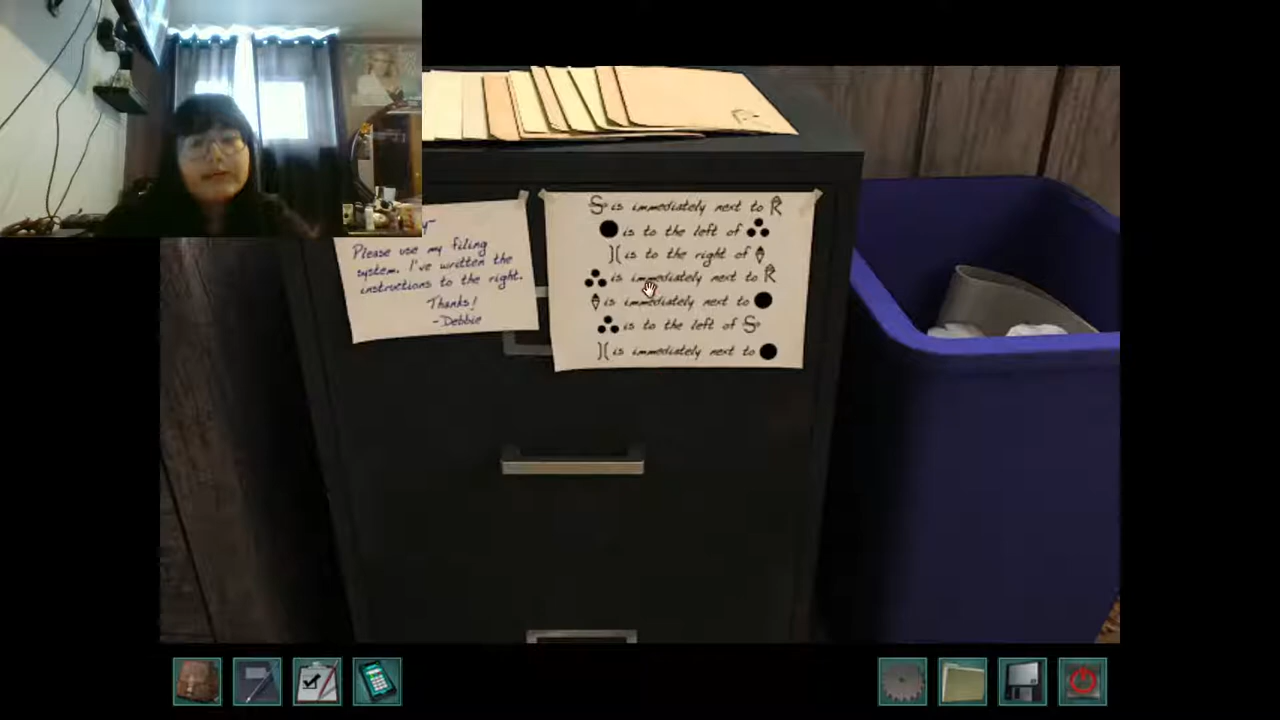 Please use my filing
system. I've written the
instructions to the right.
Thanks!
-Debbie
S is immediately next to R
● is to the left of ∴
)( is to the right of ⧫
∴ is immediately next to R
⧫ is immediately next to ●
∴ is to the left of S
)( is immediately next to ●